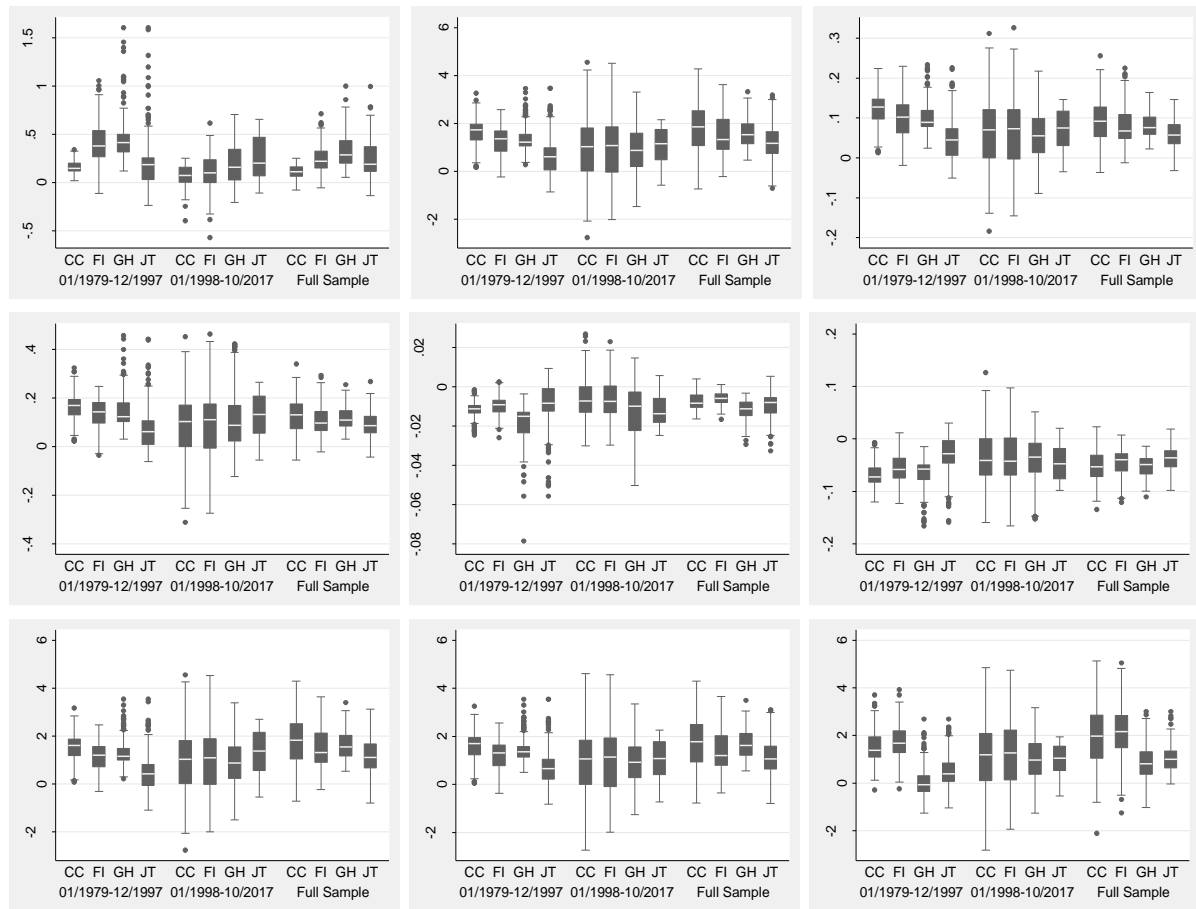 1.5
1
.5
0
-.5
CC FI GH JT CC FI GH JT CC FI GH JT
01/1979-12/1997 01/1998-10/2017 Full Sample
6
4
2
0
-2
CC FI GH JT CC FI GH JT CC FI GH JT
01/1979-12/1997 01/1998-10/2017 Full Sample
.3
.2
.1
0
-.1
-.2
CC FI GH JT CC FI GH JT CC FI GH JT
01/1979-12/1997 01/1998-10/2017 Full Sample
.4
.2
0
-.2
-.4
CC FI GH JT CC FI GH JT CC FI GH JT
01/1979-12/1997 01/1998-10/2017 Full Sample
.02
0
-.02
-.04
-.06
-.08
CC FI GH JT CC FI GH JT CC FI GH JT
01/1979-12/1997 01/1998-10/2017 Full Sample
.2
.1
0
-.1
-.2
CC FI GH JT CC FI GH JT CC FI GH JT
01/1979-12/1997 01/1998-10/2017 Full Sample
6
4
2
0
-2
CC FI GH JT CC FI GH JT CC FI GH JT
01/1979-12/1997 01/1998-10/2017 Full Sample
6
4
2
0
-2
CC FI GH JT CC FI GH JT CC FI GH JT
01/1979-12/1997 01/1998-10/2017 Full Sample
6
4
2
0
-2
CC FI GH JT CC FI GH JT CC FI GH JT
01/1979-12/1997 01/1998-10/2017 Full Sample